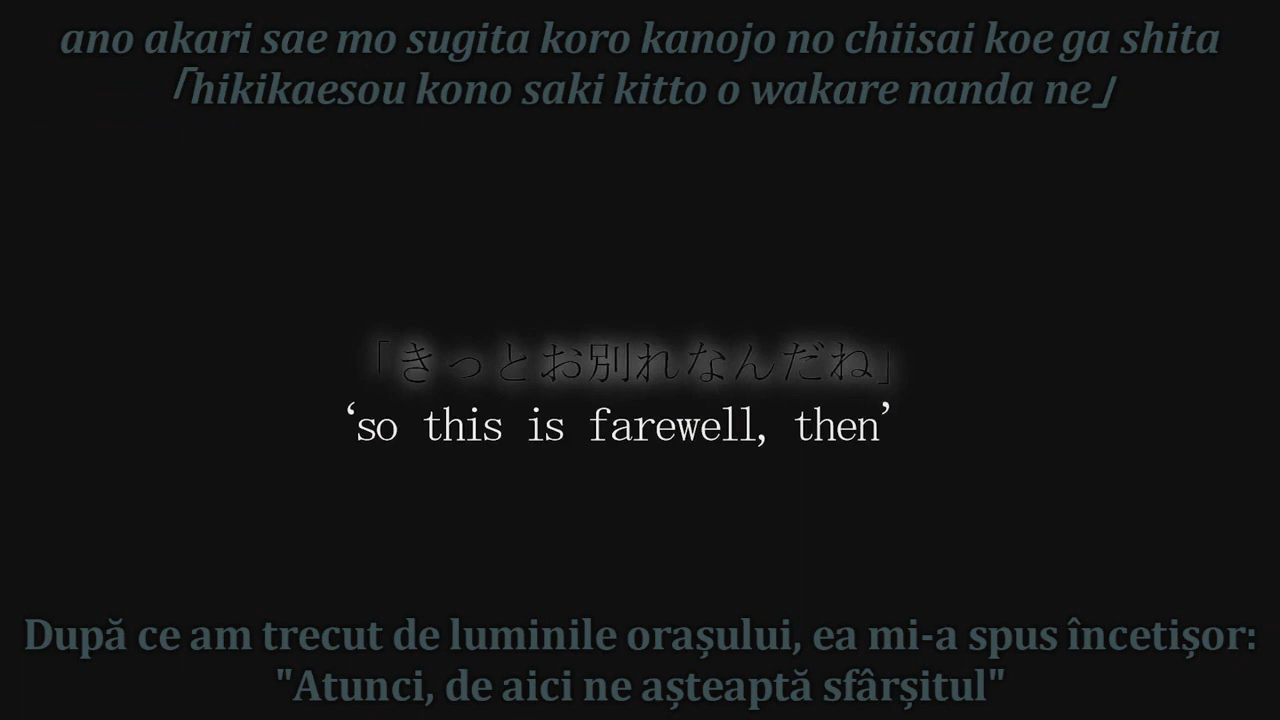 ano akari sae mo sugita koro kanojo no chiisai koe ga shita
「hikikaesou kono saki kitto o wakare nanda ne」
「きっとお別れなんだね」
‘so this is farewell, then’
După ce am trecut de luminile orașului, ea mi-a spus încetișor:
"Atunci, de aici ne așteaptă sfârșitul"